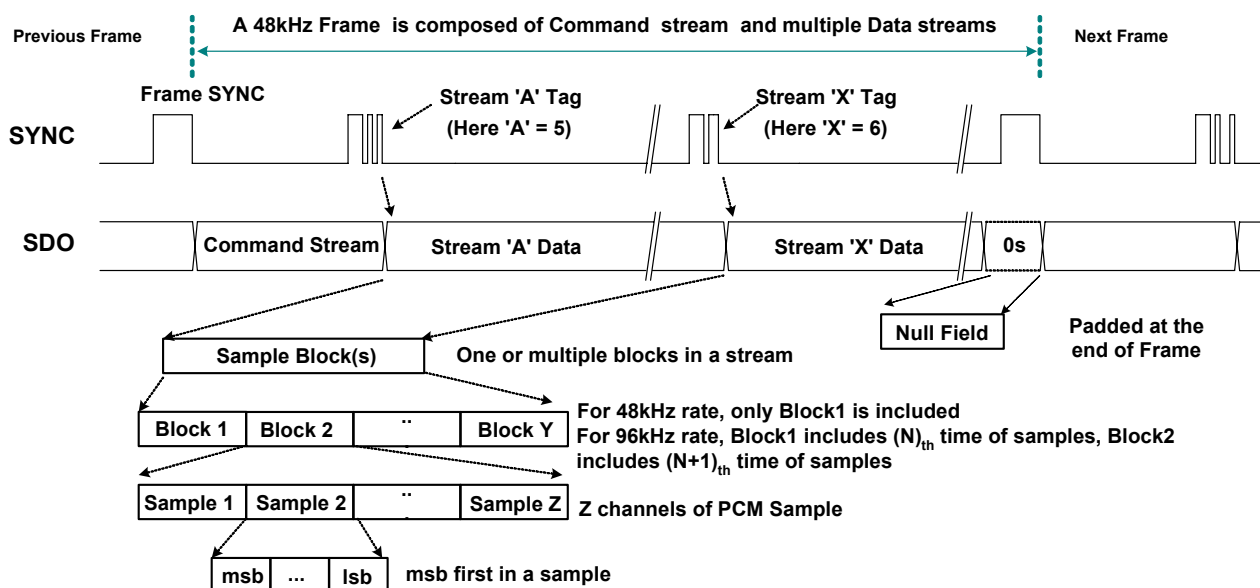 A 48kHz Frame is composed of Command stream and multiple Data streams
Previous Frame
Next Frame
Frame SYNC
Stream 'A' Tag
(Here 'A' = 5)
Stream 'X' Tag
(Here 'X' = 6)
SYNC
SDO
Command Stream
Stream 'A' Data
Stream 'X' Data
0s
Null Field
Padded at the
end of Frame
Sample Block(s)
One or multiple blocks in a stream
Block 1
Block 2
..
.
Block Y
For 48kHz rate, only Block1 is included
For 96kHz rate, Block1 includes (N)th time of samples, Block2
includes (N+1)th time of samples
Sample 1
Sample 2
..
.
Sample Z
Z channels of PCM Sample
msb
...
lsb
msb first in a sample